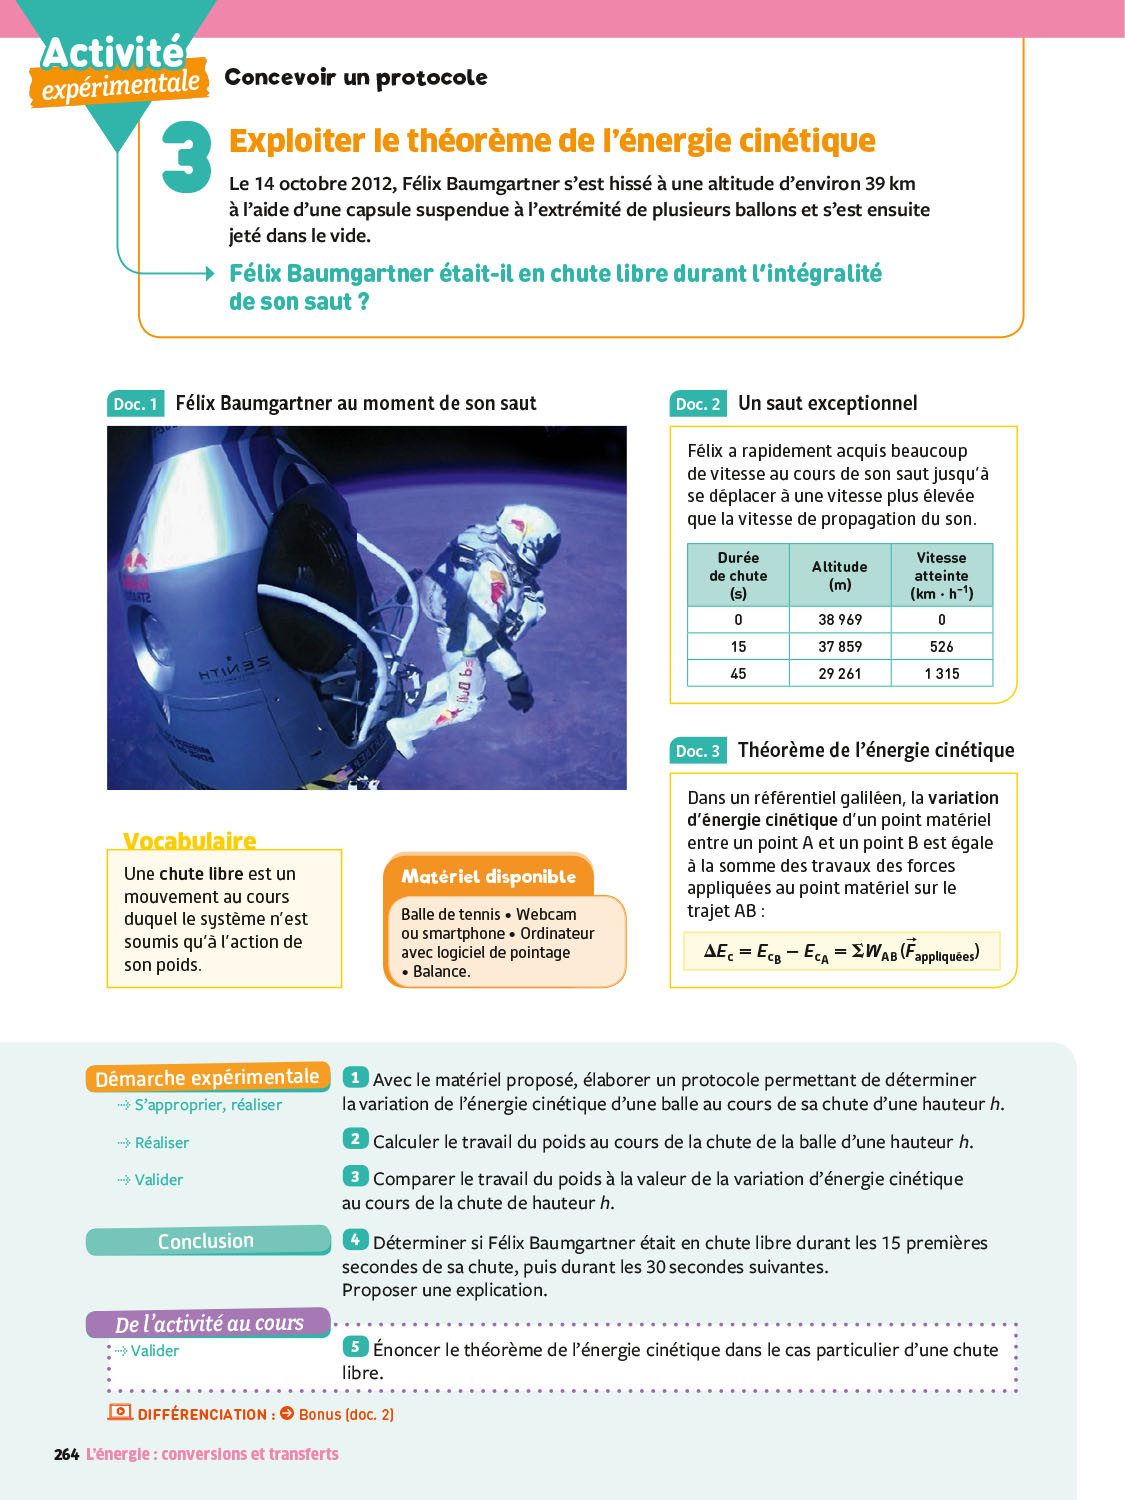 Activité
expérimentale
Concevoir un protocole
3
Exploiter le théorème de l'énergie cinétique
Le 14 octobre 2012, Félix Baumgartner s'est hissé à une altitude d'environ 39 km
à l'aide d'une capsule suspendue à l'extrémité de plusieurs ballons et s'est ensuite
jeté dans le vide.
Félix Baumgartner était-il en chute libre durant l'intégralité
de son saut ?
Doc. 1 Félix Baumgartner au moment de son saut
ZENITH
Vocabulaire
Une chute libre est un
mouvement au cours
duquel le système n'est
soumis qu'à l'action de
son poids.
Matériel disponible
Balle de tennis • Webcam
ou smartphone • Ordinateur
avec logiciel de pointage
• Balance.
Doc. 2 Un saut exceptionnel
Félix a rapidement acquis beaucoup
de vitesse au cours de son saut jusqu'à
se déplacer à une vitesse plus élevée
que la vitesse de propagation du son.
Durée de chute (s) Altitude (m) Vitesse atteinte (km · h⁻¹)
0 38 969 0
15 37 859 526
45 29 261 1 315
Doc. 3 Théorème de l'énergie cinétique
Dans un référentiel galiléen, la variation
d'énergie cinétique d'un point matériel
entre un point A et un point B est égale
à la somme des travaux des forces
appliquées au point matériel sur le
trajet AB :
ΔEc = EcB – EcA = ΣWAB (F⃗appliquées)
Démarche expérimentale
S'approprier, réaliser
1 Avec le matériel proposé, élaborer un protocole permettant de déterminer
la variation de l'énergie cinétique d'une balle au cours de sa chute d'une hauteur h.
Réaliser
2 Calculer le travail du poids au cours de la chute de la balle d'une hauteur h.
Valider
3 Comparer le travail du poids à la valeur de la variation d'énergie cinétique
au cours de la chute de hauteur h.
Conclusion
4 Déterminer si Félix Baumgartner était en chute libre durant les 15 premières
secondes de sa chute, puis durant les 30 secondes suivantes.
Proposer une explication.
De l'activité au cours
Valider
5 Énoncer le théorème de l'énergie cinétique dans le cas particulier d'une chute
libre.
DIFFÉRENCIATION : Bonus (doc. 2)
264 L'énergie : conversions et transferts